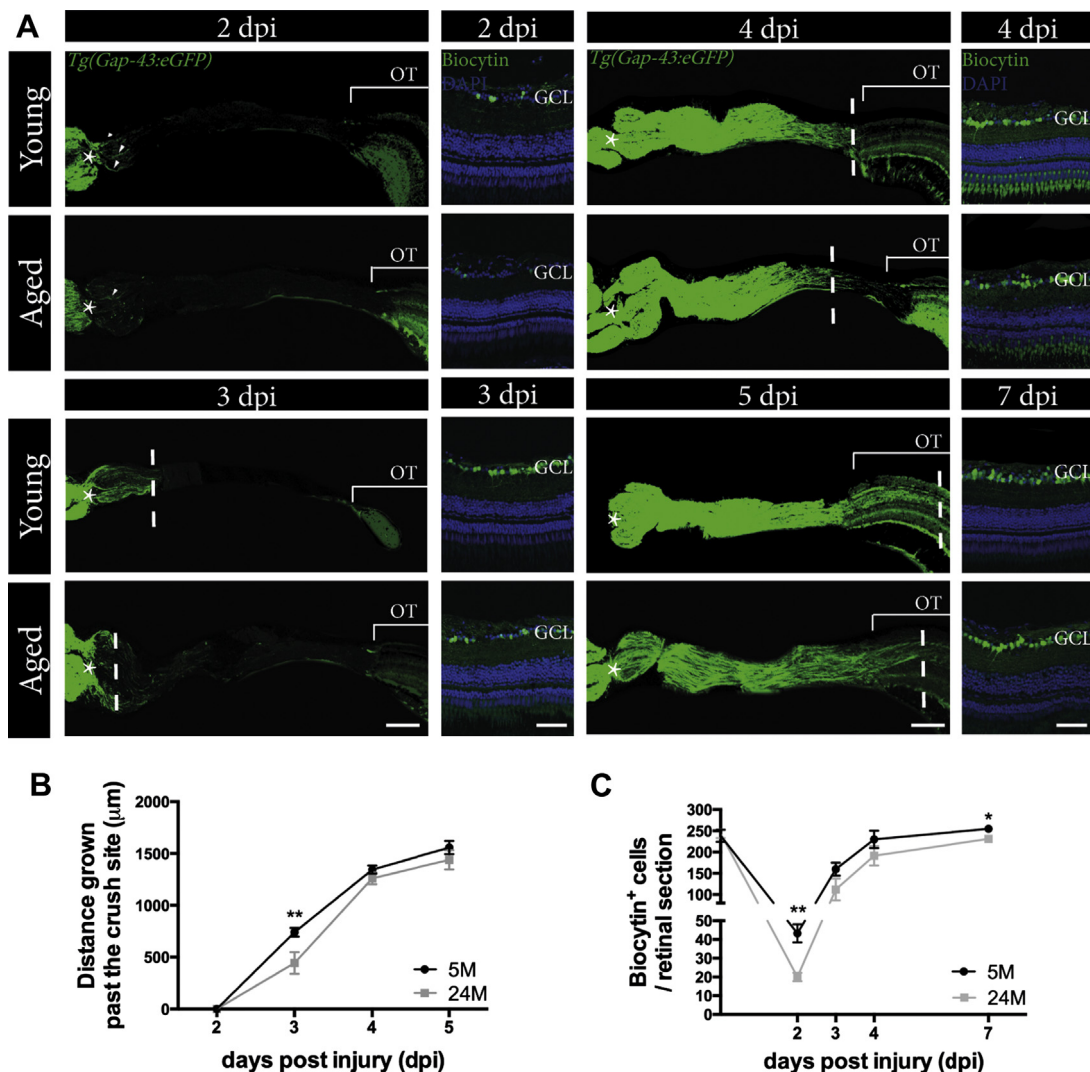 A
2 dpi
2 dpi
4 dpi
4 dpi
Young
Tg(Gap-43:eGFP)
OT
Biocytin
DAPI
GCL
Tg(Gap-43:eGFP)
OT
Biocytin
DAPI
GCL
Aged
OT
GCL
OT
GCL
3 dpi
3 dpi
5 dpi
7 dpi
Young
OT
GCL
OT
GCL
Aged
OT
GCL
OT
GCL
B
Distance grown
past the crush site (μm)
2000
1500
1000
500
0
**
5M
24M
2 3 4 5
days post injury (dpi)
C
Biocytin+ cells
/ retinal section
300
250
200
150
100
50
40
30
20
10
0
**
*
5M
24M
2 3 4 7
days post injury (dpi)